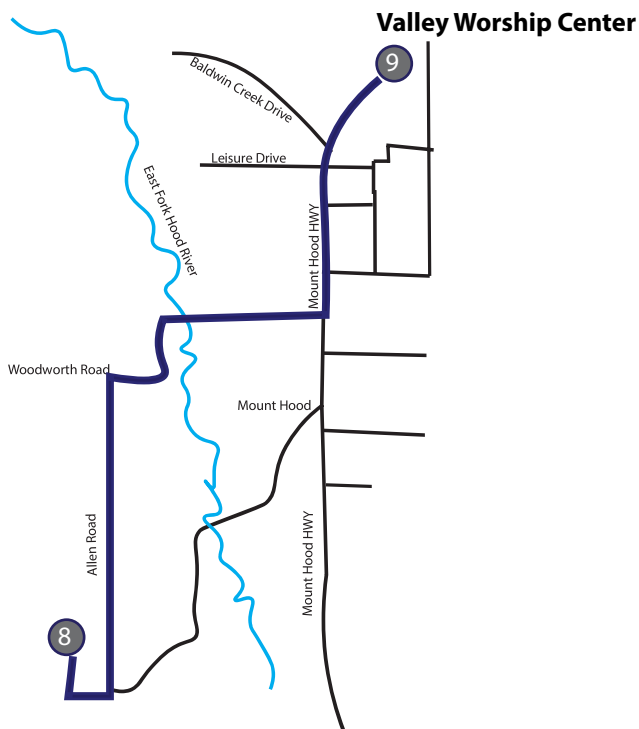 Valley Worship Center
9
Baldwin Creek Drive
Leisure Drive
East Fork Hood River
Mount Hood HWY
Woodworth Road
Mount Hood
Allen Road
Mount Hood HWY
8